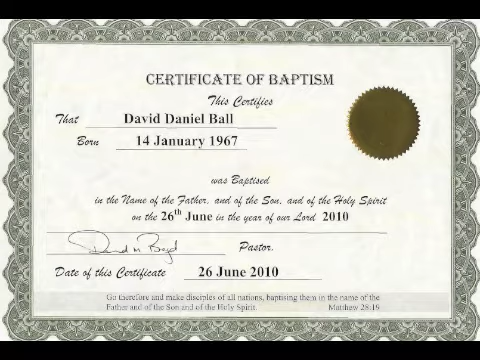 CERTIFICATE OF BAPTISM
This Certifies
That David Daniel Ball
Born 14 January 1967
was Baptised
in the Name of the Father, and of the Son, and of the Holy Spirit
on the 26th June in the year of our Lord 2010
Pastor.
Date of this Certificate 26 June 2010
Go therefore and make disciples of all nations, baptising them in the name of the
Father and of the Son and of the Holy Spirit. Matthew 28:19